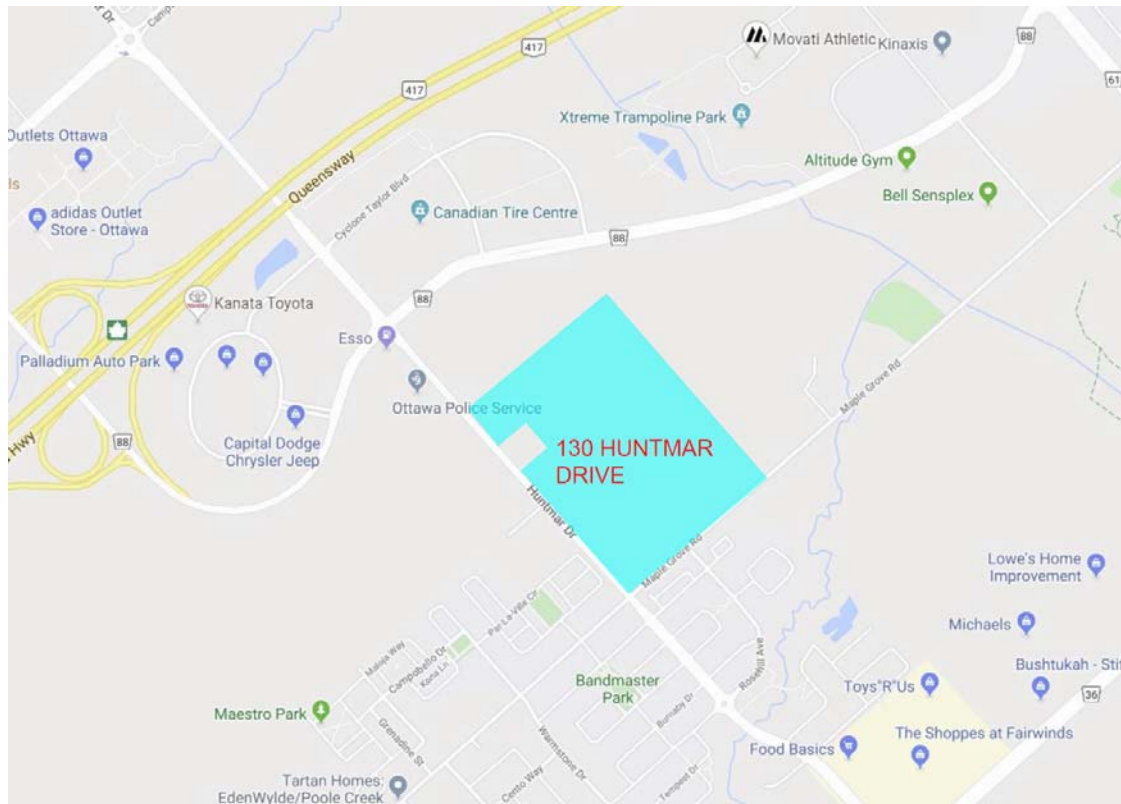 r Dr
Campo
417
417
Movati Athletic
Kinaxis
88
61
Outlets Ottawa
ls
Xtreme Trampoline Park
Altitude Gym
Queensway
Cyclone Taylor Blvd
Bell Sensplex
adidas Outlet
Store - Ottawa
Canadian Tire Centre
88
88
Kanata Toyota
Esso
Palladium Auto Park
Ottawa Police Service
Maple Grove Rd
Capital Dodge
Chrysler Jeep
88
Hwy
130 HUNTMAR
DRIVE
Huntmar Dr
Maple Grove Rd
Lowe's Home
Improvement
Par-La-Ville Cir
Michaels
Maloja Way
Campobello Dr
Kona Ln
Rosehill Ave
Bushtukah - Stit
Bandmaster
Park
Toys"R"Us
36
Maestro Park
Burnaby Dr
Grenadine St
Warmstone Dr
Food Basics
The Shoppes at Fairwinds
Tartan Homes:
EdenWylde/Poole Creek
Cento Way
Tempest Dr